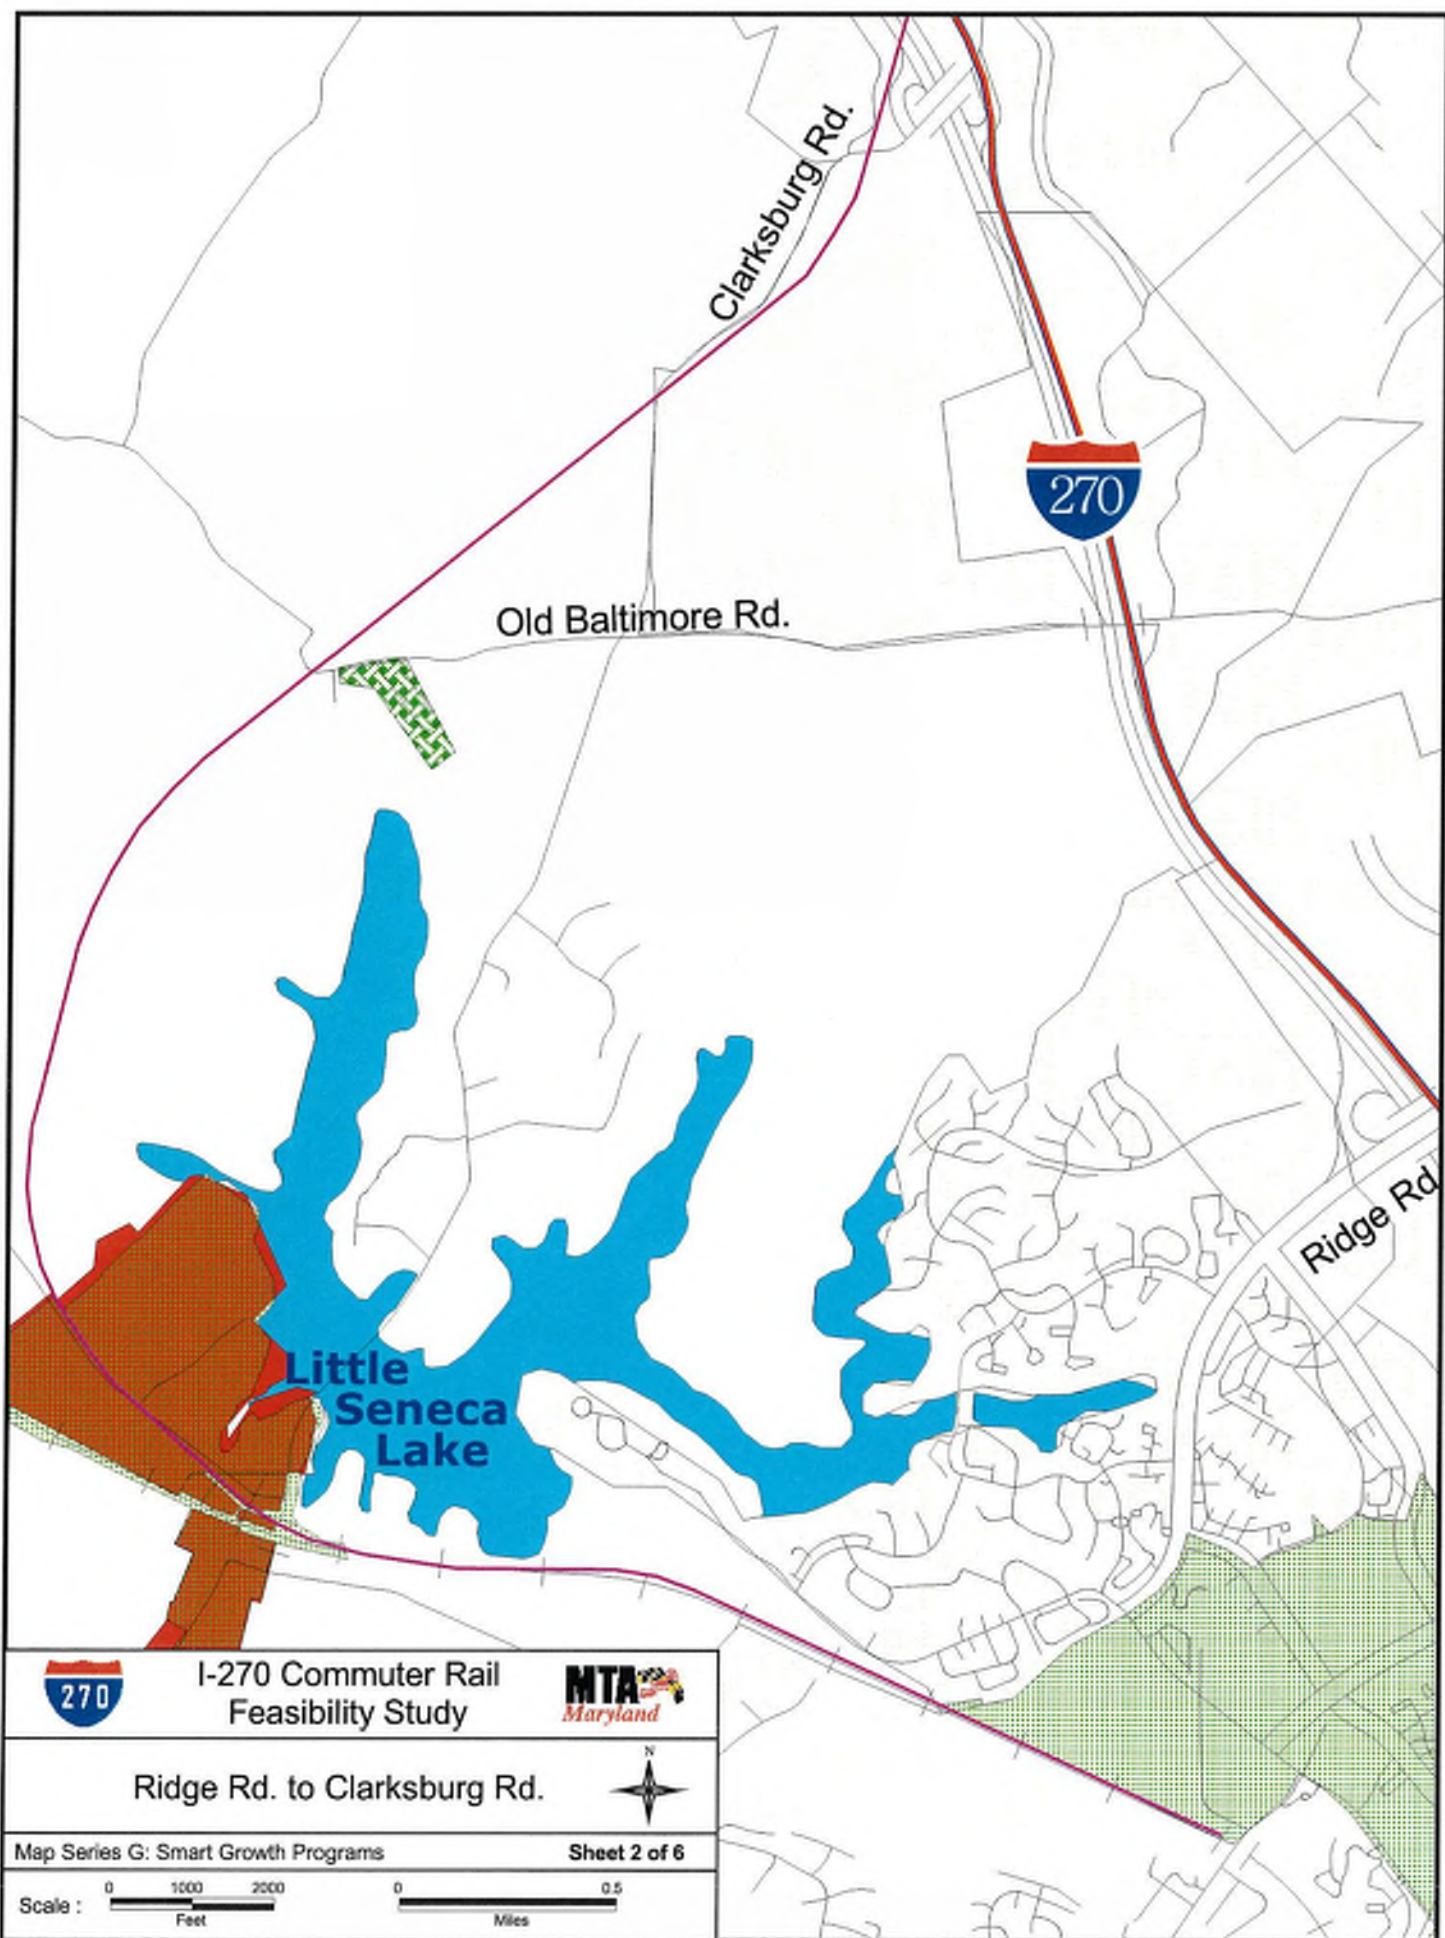 Clarksburg Rd.
270
Old Baltimore Rd.
Ridge Rd
Little
Seneca
Lake
270
I-270 Commuter Rail
Feasibility Study
MTA
Maryland
N
Ridge Rd. to Clarksburg Rd.
Map Series G: Smart Growth Programs
Sheet 2 of 6
Scale :
0 1000 2000
Feet
0 0.5
Miles